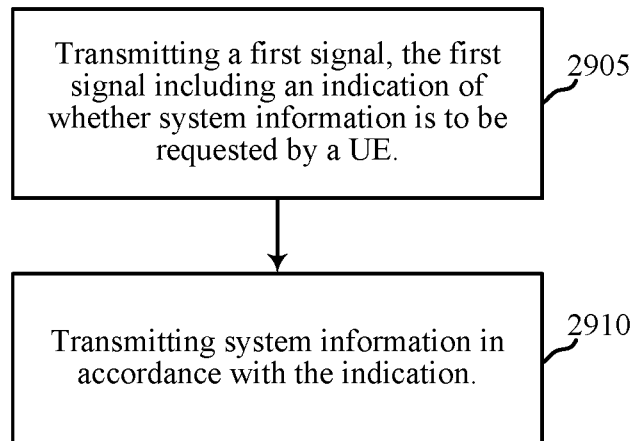 Transmitting a first signal, the first
signal including an indication of
whether system information is to be
requested by a UE.
2905
Transmitting system information in
accordance with the indication.
2910